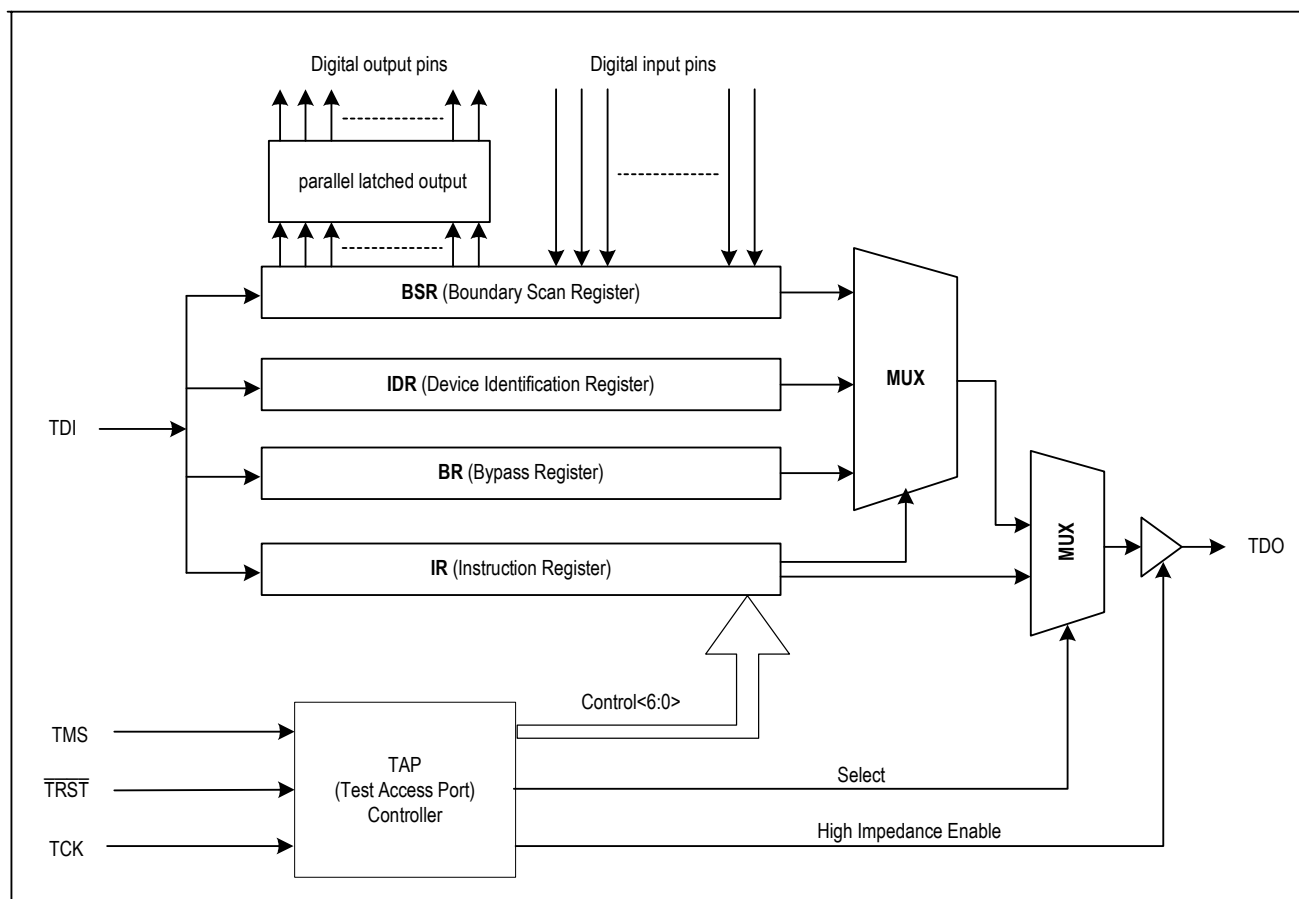 Digital output pins
Digital input pins
parallel latched output
BSR (Boundary Scan Register)
IDR (Device Identification Register)
MUX
TDI
BR (Bypass Register)
MUX
TDO
IR (Instruction Register)
Control<6:0>
TMS
TAP
(Test Access Port)
Controller
TRST
Select
TCK
High Impedance Enable